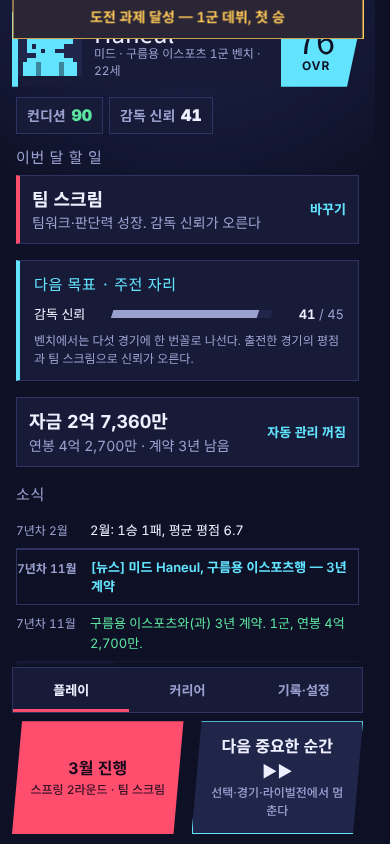 도전 과제 달성 — 1군 데뷔, 첫 승
Haneul
미드 · 구름용 이스포츠 1군 벤치 ·
22세
76
OVR
컨디션 90
감독 신뢰 41
이번 달 할 일
팀 스크림
팀워크·판단력 성장. 감독 신뢰가 오른다
바꾸기
다음 목표 · 주전 자리
감독 신뢰
41 / 45
벤치에서는 다섯 경기에 한 번꼴로 나선다. 출전한 경기의 평점
과 팀 스크림으로 신뢰가 오른다.
자금 2억 7,360만
연봉 4억 2,700만 · 계약 3년 남음
자동 관리 꺼짐
소식
7년차 2월 2월: 1승 1패, 평균 평점 6.7
7년차 11월 [뉴스] 미드 Haneul, 구름용 이스포츠행 — 3년
계약
7년차 11월 구름용 이스포츠와(과) 3년 계약. 1군, 연봉 4억
2,700만.
플레이
커리어
기록·설정
3월 진행
스프링 2라운드 · 팀 스크림
다음 중요한 순간
▶▶
선택·경기·라이벌전에서 멈
춘다